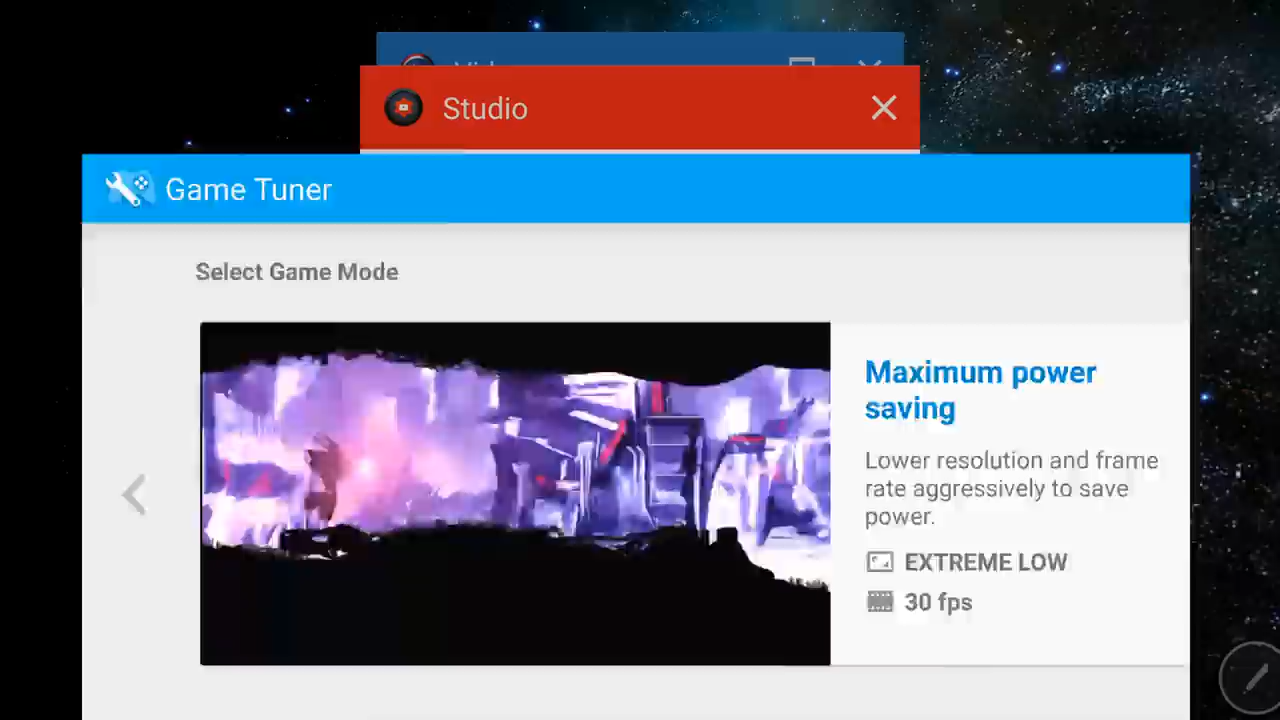 Studio
Game Tuner
Select Game Mode
Maximum power
saving
Lower resolution and frame
rate aggressively to save
power.
EXTREME LOW
30 fps